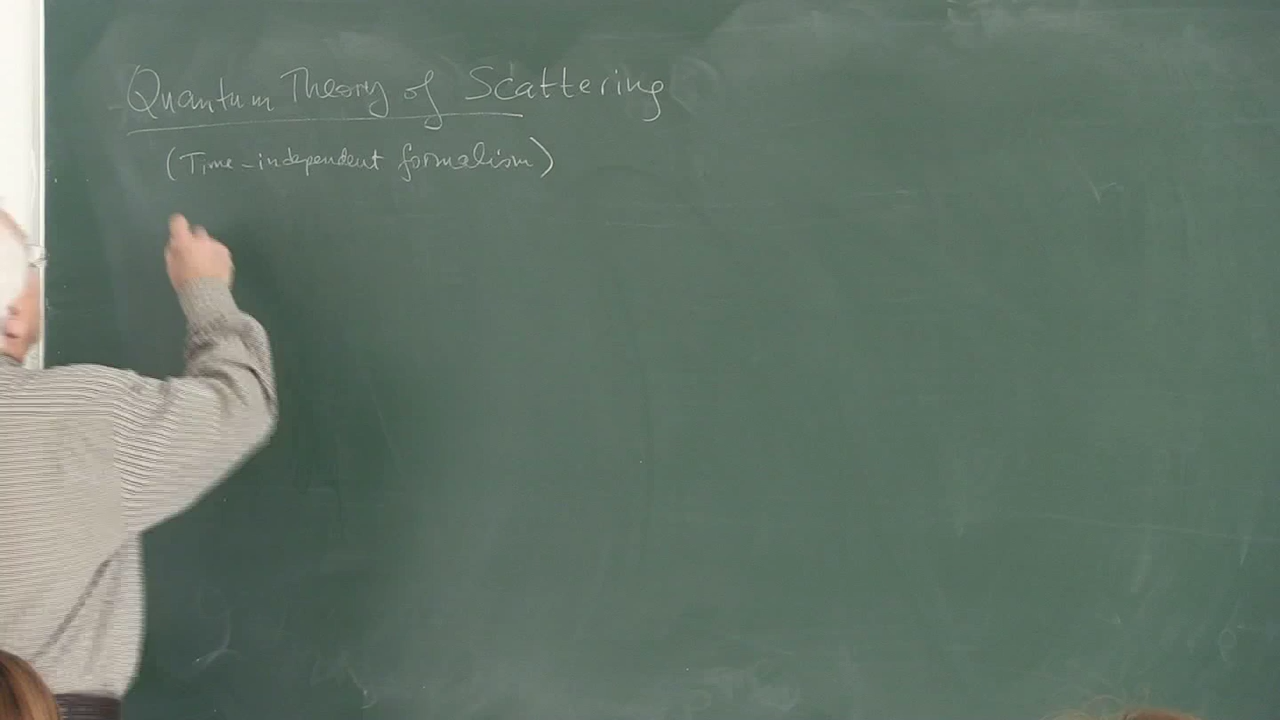 Quantum Theory of Scattering
(Time-independent formalism)